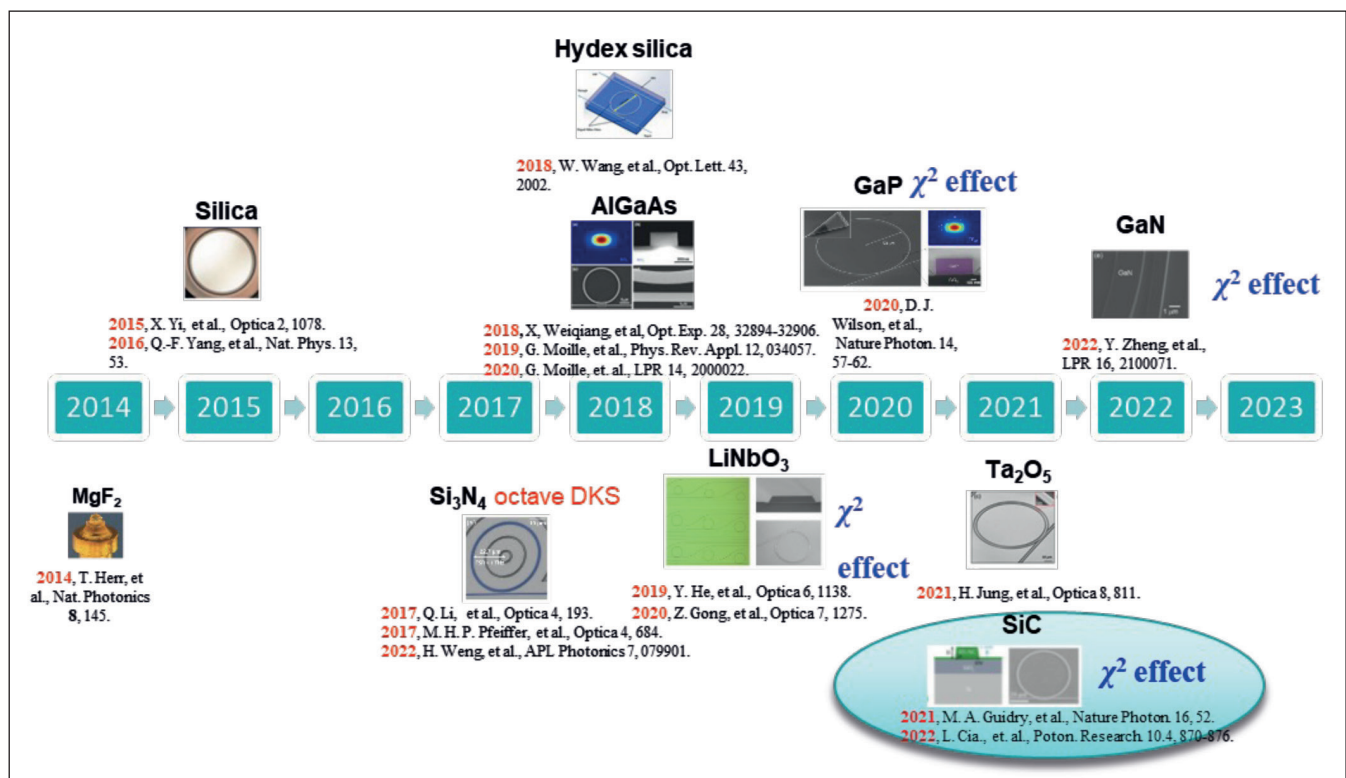 Hydex silica
2018, W. Wang, et al., Opt. Lett. 43,
2002.
Silica
2015, X. Yi, et al., Optica 2, 1078.
2016, Q.-F. Yang, et al., Nat. Phys. 13,
53.
AlGaAs
2018, X, Weiqiang, et al, Opt. Exp. 28, 32894-32906.
2019, G. Moille, et al., Phys. Rev. Appl. 12, 034057.
2020, G. Moille, et. al., LPR 14, 2000022.
GaP χ² effect
2020, D. J.
Wilson, et al.,
Nature Photon. 14,
57-62.
GaN
GaN
1 μm
χ² effect
2022, Y. Zheng, et al.,
LPR 16, 2100071.
2014 2015 2016 2017 2018 2019 2020 2021 2022 2023
MgF₂
2014, T. Herr, et
al., Nat. Photonics
8, 145.
Si₃N₄ octave DKS
2017, Q. Li, et al., Optica 4, 193.
2017, M. H. P. Pfeiffer, et al., Optica 4, 684.
2022, H. Weng, et al., APL Photonics 7, 079901.
LiNbO₃
χ²
effect
2019, Y. He, et al., Optica 6, 1138.
2020, Z. Gong, et al., Optica 7, 1275.
Ta₂O₅
2021, H. Jung, et al., Optica 8, 811.
SiC
χ² effect
2021, M. A. Guidry, et al., Nature Photon. 16, 52.
2022, L. Cia., et. al., Poton. Research. 10.4, 870-876.